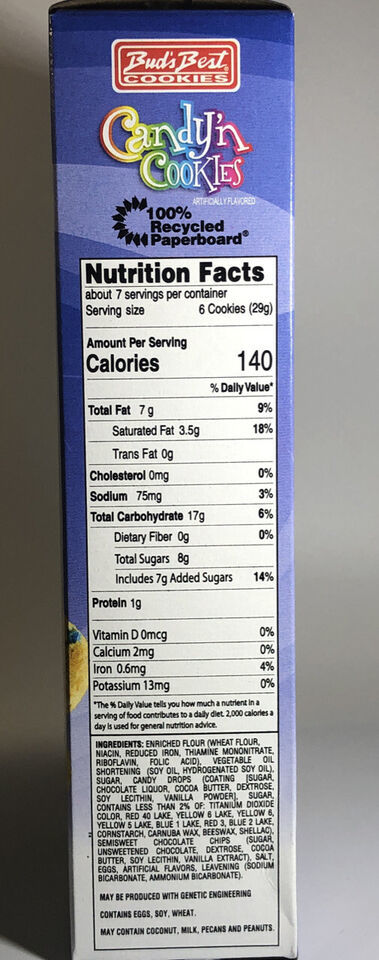 Bud's Best®
COOKIES
Candy'n
COOKIES
ARTIFICIALLY FLAVORED
100%
Recycled
Paperboard®
Nutrition Facts
about 7 servings per container
Serving size 6 Cookies (29g)
Amount Per Serving
Calories 140
% Daily Value*
Total Fat 7 g 9%
Saturated Fat 3.5g 18%
Trans Fat 0g
Cholesterol 0mg 0%
Sodium 75mg 3%
Total Carbohydrate 17g 6%
Dietary Fiber 0g 0%
Total Sugars 8g
Includes 7g Added Sugars 14%
Protein 1g
Vitamin D 0mcg 0%
Calcium 2mg 0%
Iron 0.6mg 4%
Potassium 13mg 0%
*The % Daily Value tells you how much a nutrient in a
serving of food contributes to a daily diet. 2,000 calories a
day is used for general nutrition advice.
INGREDIENTS: ENRICHED FLOUR (WHEAT FLOUR,
NIACIN, REDUCED IRON, THIAMINE MONONITRATE,
RIBOFLAVIN, FOLIC ACID), VEGETABLE OIL
SHORTENING (SOY OIL, HYDROGENATED SOY OIL),
SUGAR, CANDY DROPS (COATING [SUGAR,
CHOCOLATE LIQUOR, COCOA BUTTER, DEXTROSE,
SOY LECITHIN, VANILLA POWDER], SUGAR,
CONTAINS LESS THAN 2% OF: TITANIUM DIOXIDE
COLOR, RED 40 LAKE, YELLOW 6 LAKE, YELLOW 6,
YELLOW 5 LAKE, BLUE 1 LAKE, RED 3, BLUE 2 LAKE,
CORNSTARCH, CARNUBA WAX, BEESWAX, SHELLAC),
SEMISWEET CHOCOLATE CHIPS (SUGAR,
UNSWEETENED CHOCOLATE, DEXTROSE, COCOA
BUTTER, SOY LECITHIN, VANILLA EXTRACT), SALT,
EGGS, ARTIFICIAL FLAVORS, LEAVENING (SODIUM
BICARBONATE, AMMONIUM BICARBONATE).
MAY BE PRODUCED WITH GENETIC ENGINEERING
CONTAINS EGGS, SOY, WHEAT.
MAY CONTAIN COCONUT, MILK, PECANS AND PEANUTS.